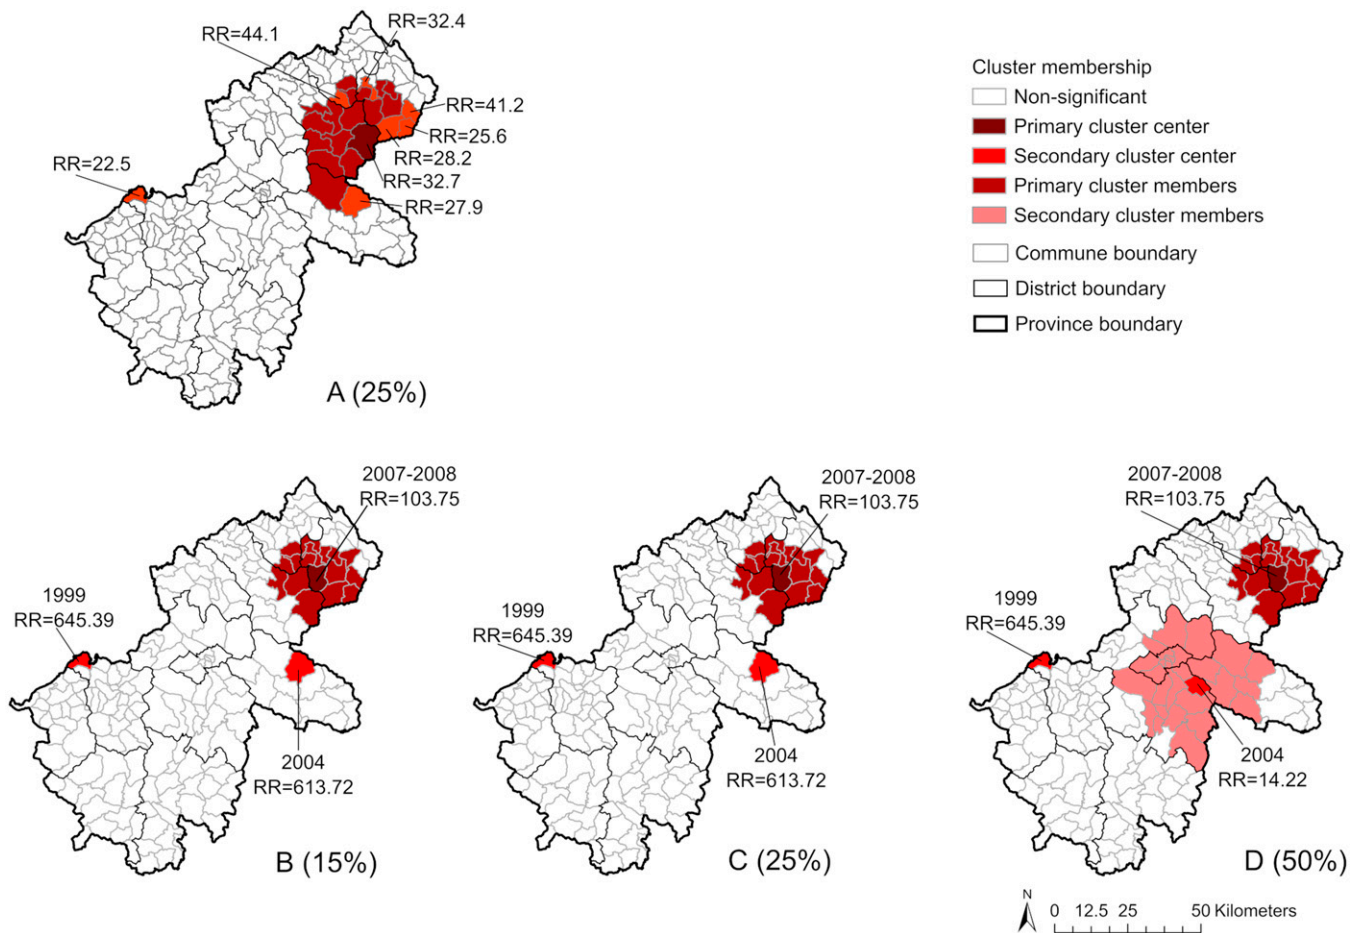 RR=32.4
RR=44.1
RR=41.2
RR=25.6
RR=28.2
RR=32.7
RR=27.9
RR=22.5
A (25%)
Cluster membership
Non-significant
Primary cluster center
Secondary cluster center
Primary cluster members
Secondary cluster members
Commune boundary
District boundary
Province boundary
2007-2008
RR=103.75
1999
RR=645.39
2004
RR=613.72
B (15%)
2007-2008
RR=103.75
1999
RR=645.39
2004
RR=613.72
C (25%)
2007-2008
RR=103.75
1999
RR=645.39
2004
RR=14.22
D (50%)
N
0 12.5 25 50 Kilometers